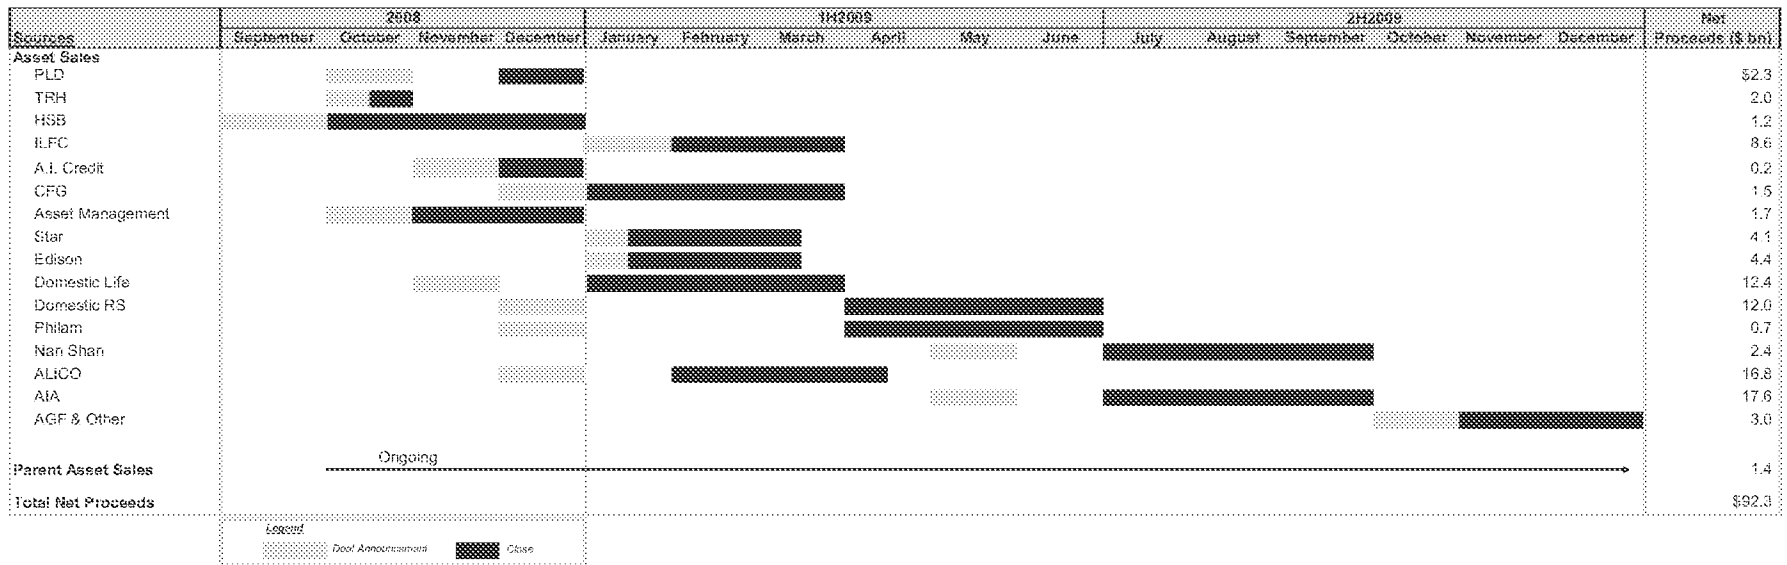 2008 1H2009 2H2009 Net
Sources September October November December January February March April May June July August September October November December Proceeds ($ bn)
Asset Sales
PLD $2.3
TRH 2.0
HSB 1.2
ILFC 8.6
A.I. Credit 0.2
CFG 1.5
Asset Management 1.7
Star 4.1
Edison 4.4
Domestic Life 12.4
Domestic RS 12.0
Philam 0.7
Nan Shan 2.4
ALICO 16.8
AIA 17.6
AGF & Other 3.0
Ongoing
Parent Asset Sales 1.4
Total Net Proceeds $92.3
Legend
Deal Announcement Close